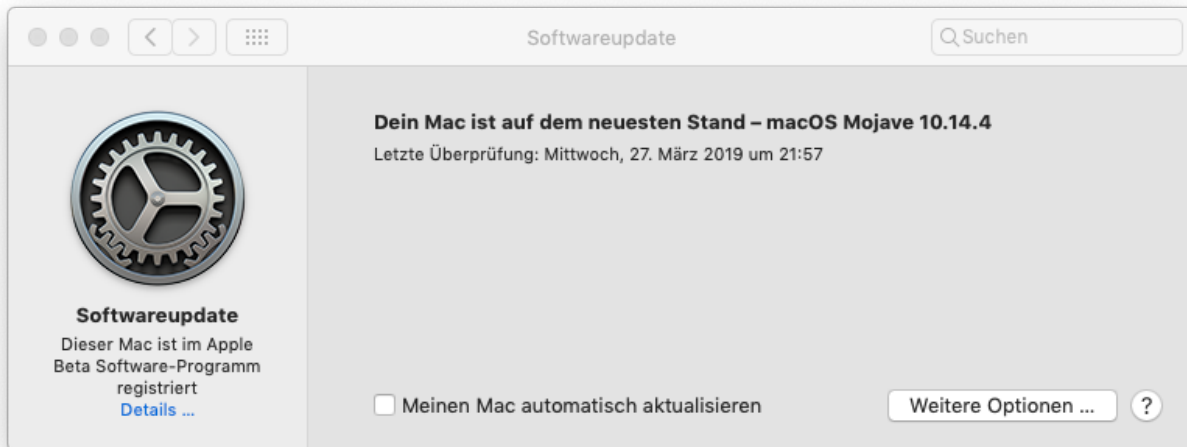 Softwareupdate
Suchen
Dein Mac ist auf dem neuesten Stand – macOS Mojave 10.14.4
Letzte Überprüfung: Mittwoch, 27. März 2019 um 21:57
Softwareupdate
Dieser Mac ist im Apple
Beta Software-Programm
registriert
Details ...
Meinen Mac automatisch aktualisieren
Weitere Optionen ...
?